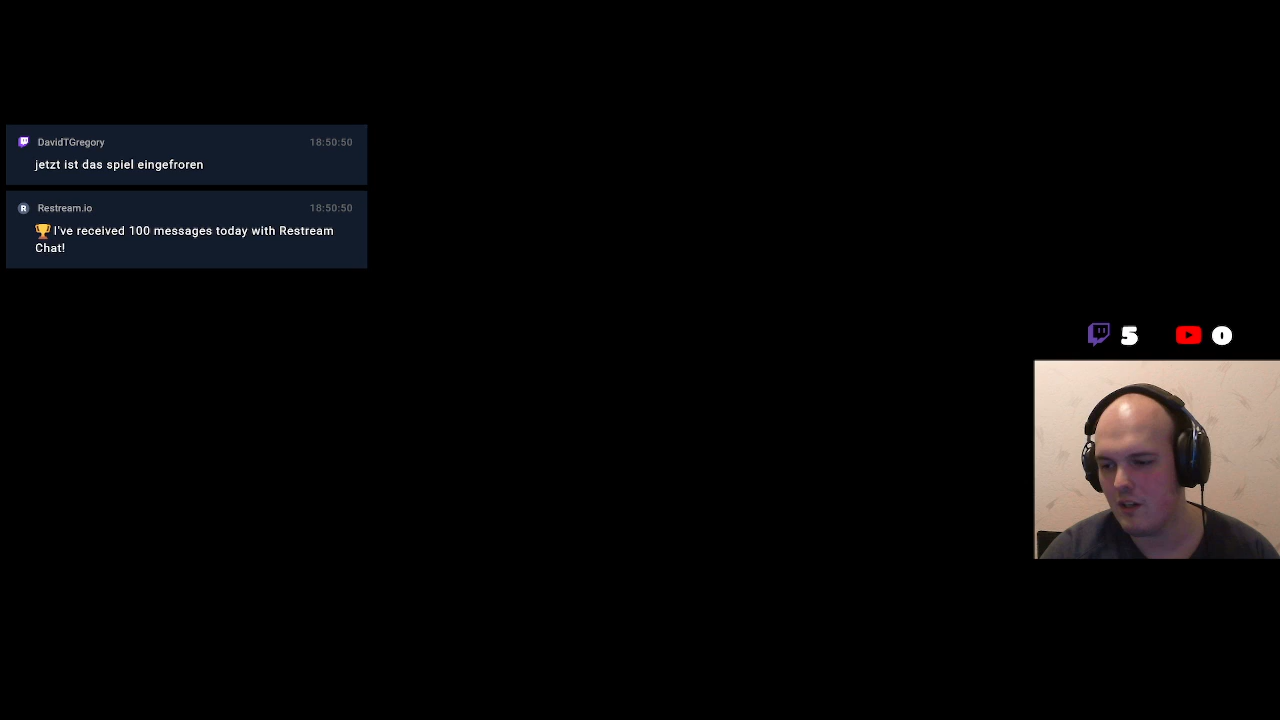 DavidTGregory 18:50:50
jetzt ist das spiel eingefroren
R Restream.io 18:50:50
🏆 I've received 100 messages today with Restream
Chat!
5 0